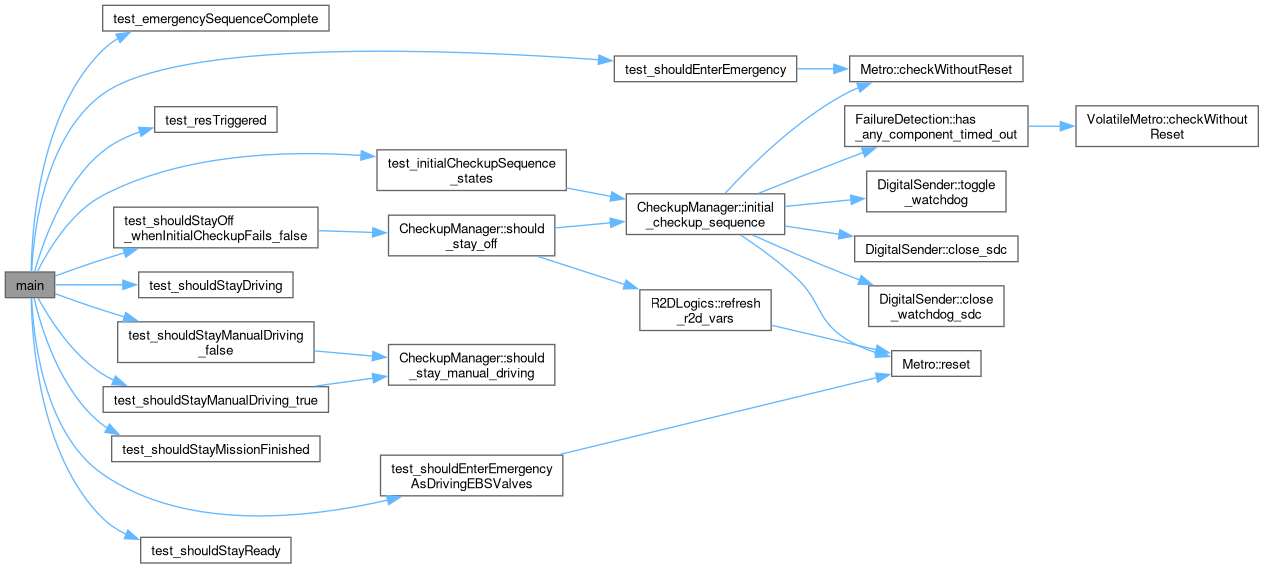 test_emergencySequenceComplete
test_shouldEnterEmergency
Metro::checkWithoutReset
test_resTriggered
FailureDetection::has
_any_component_timed_out
VolatileMetro::checkWithout
Reset
test_initialCheckupSequence
_states
DigitalSender::toggle
_watchdog
CheckupManager::initial
_checkup_sequence
test_shouldStayOff
_whenInitialCheckupFails_false
CheckupManager::should
_stay_off
DigitalSender::close_sdc
main
test_shouldStayDriving
R2DLogics::refresh
_r2d_vars
DigitalSender::close
_watchdog_sdc
test_shouldStayManualDriving
_false
CheckupManager::should
_stay_manual_driving
Metro::reset
test_shouldStayManualDriving_true
test_shouldStayMissionFinished
test_shouldEnterEmergency
AsDrivingEBSValves
test_shouldStayReady